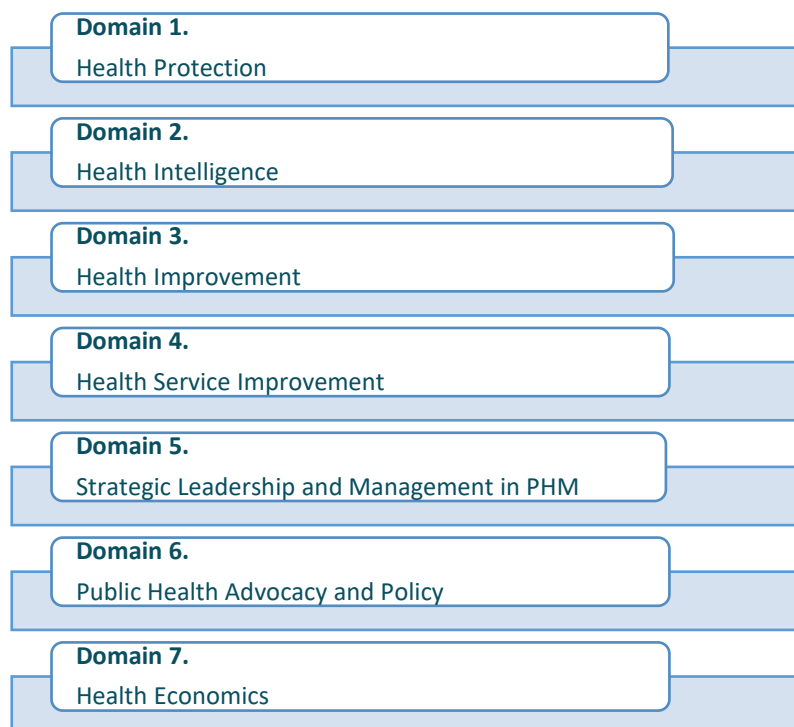 Domain 1.
Health Protection
Domain 2.
Health Intelligence
Domain 3.
Health Improvement
Domain 4.
Health Service Improvement
Domain 5.
Strategic Leadership and Management in PHM
Domain 6.
Public Health Advocacy and Policy
Domain 7.
Health Economics